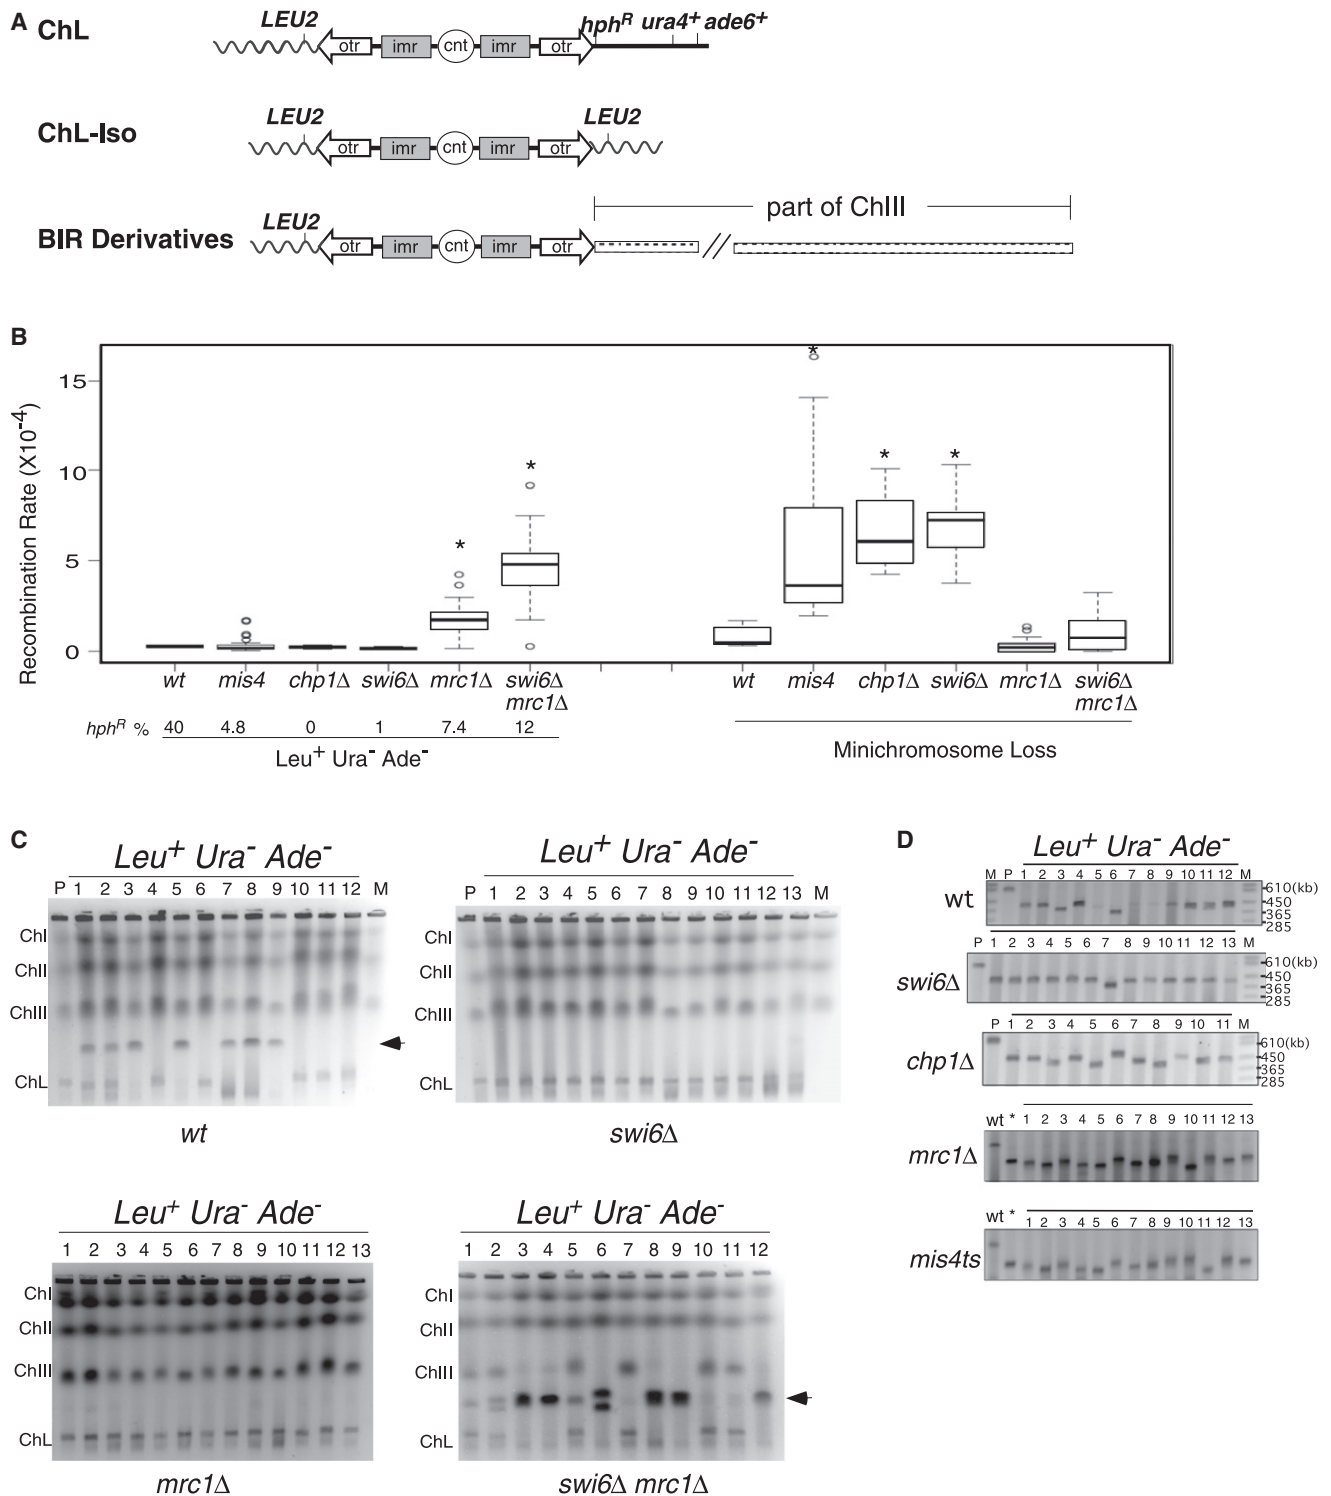 A
ChL
LEU2
hphR ura4+ ade6+
otr imr cnt imr otr
ChL-Iso
LEU2 LEU2
otr imr cnt imr otr
part of ChIII
BIR Derivatives
LEU2
otr imr cnt imr otr
B
Recombination Rate (X10-4)
15
10
5
0
* * * * *
wt mis4 chp1Δ swi6Δ mrc1Δ swi6Δ mrc1Δ
wt mis4 chp1Δ swi6Δ mrc1Δ swi6Δ mrc1Δ
hphR % 40 4.8 0 1 7.4 12
Leu+ Ura- Ade-
Minichromosome Loss
C
Leu+ Ura- Ade-
P 1 2 3 4 5 6 7 8 9 10 11 12 M
ChI
ChII
ChIII
ChL
wt
Leu+ Ura- Ade-
P 1 2 3 4 5 6 7 8 9 10 11 12 13 M
ChI
ChII
ChIII
ChL
swi6Δ
Leu+ Ura- Ade-
1 2 3 4 5 6 7 8 9 10 11 12 13
ChI
ChII
ChIII
ChL
mrc1Δ
Leu+ Ura- Ade-
1 2 3 4 5 6 7 8 9 10 11 12
ChI
ChII
ChIII
ChL
swi6Δ mrc1Δ
D
Leu+ Ura- Ade-
M P 1 2 3 4 5 6 7 8 9 10 11 12 M
wt
610(kb)
450
365
285
P 1 2 3 4 5 6 7 8 9 10 11 12 13 M
swi6Δ
610(kb)
450
365
285
P 1 2 3 4 5 6 7 8 9 10 11 M
chp1Δ
610(kb)
450
365
285
wt * 1 2 3 4 5 6 7 8 9 10 11 12 13
mrc1Δ
wt * 1 2 3 4 5 6 7 8 9 10 11 12 13
mis4ts